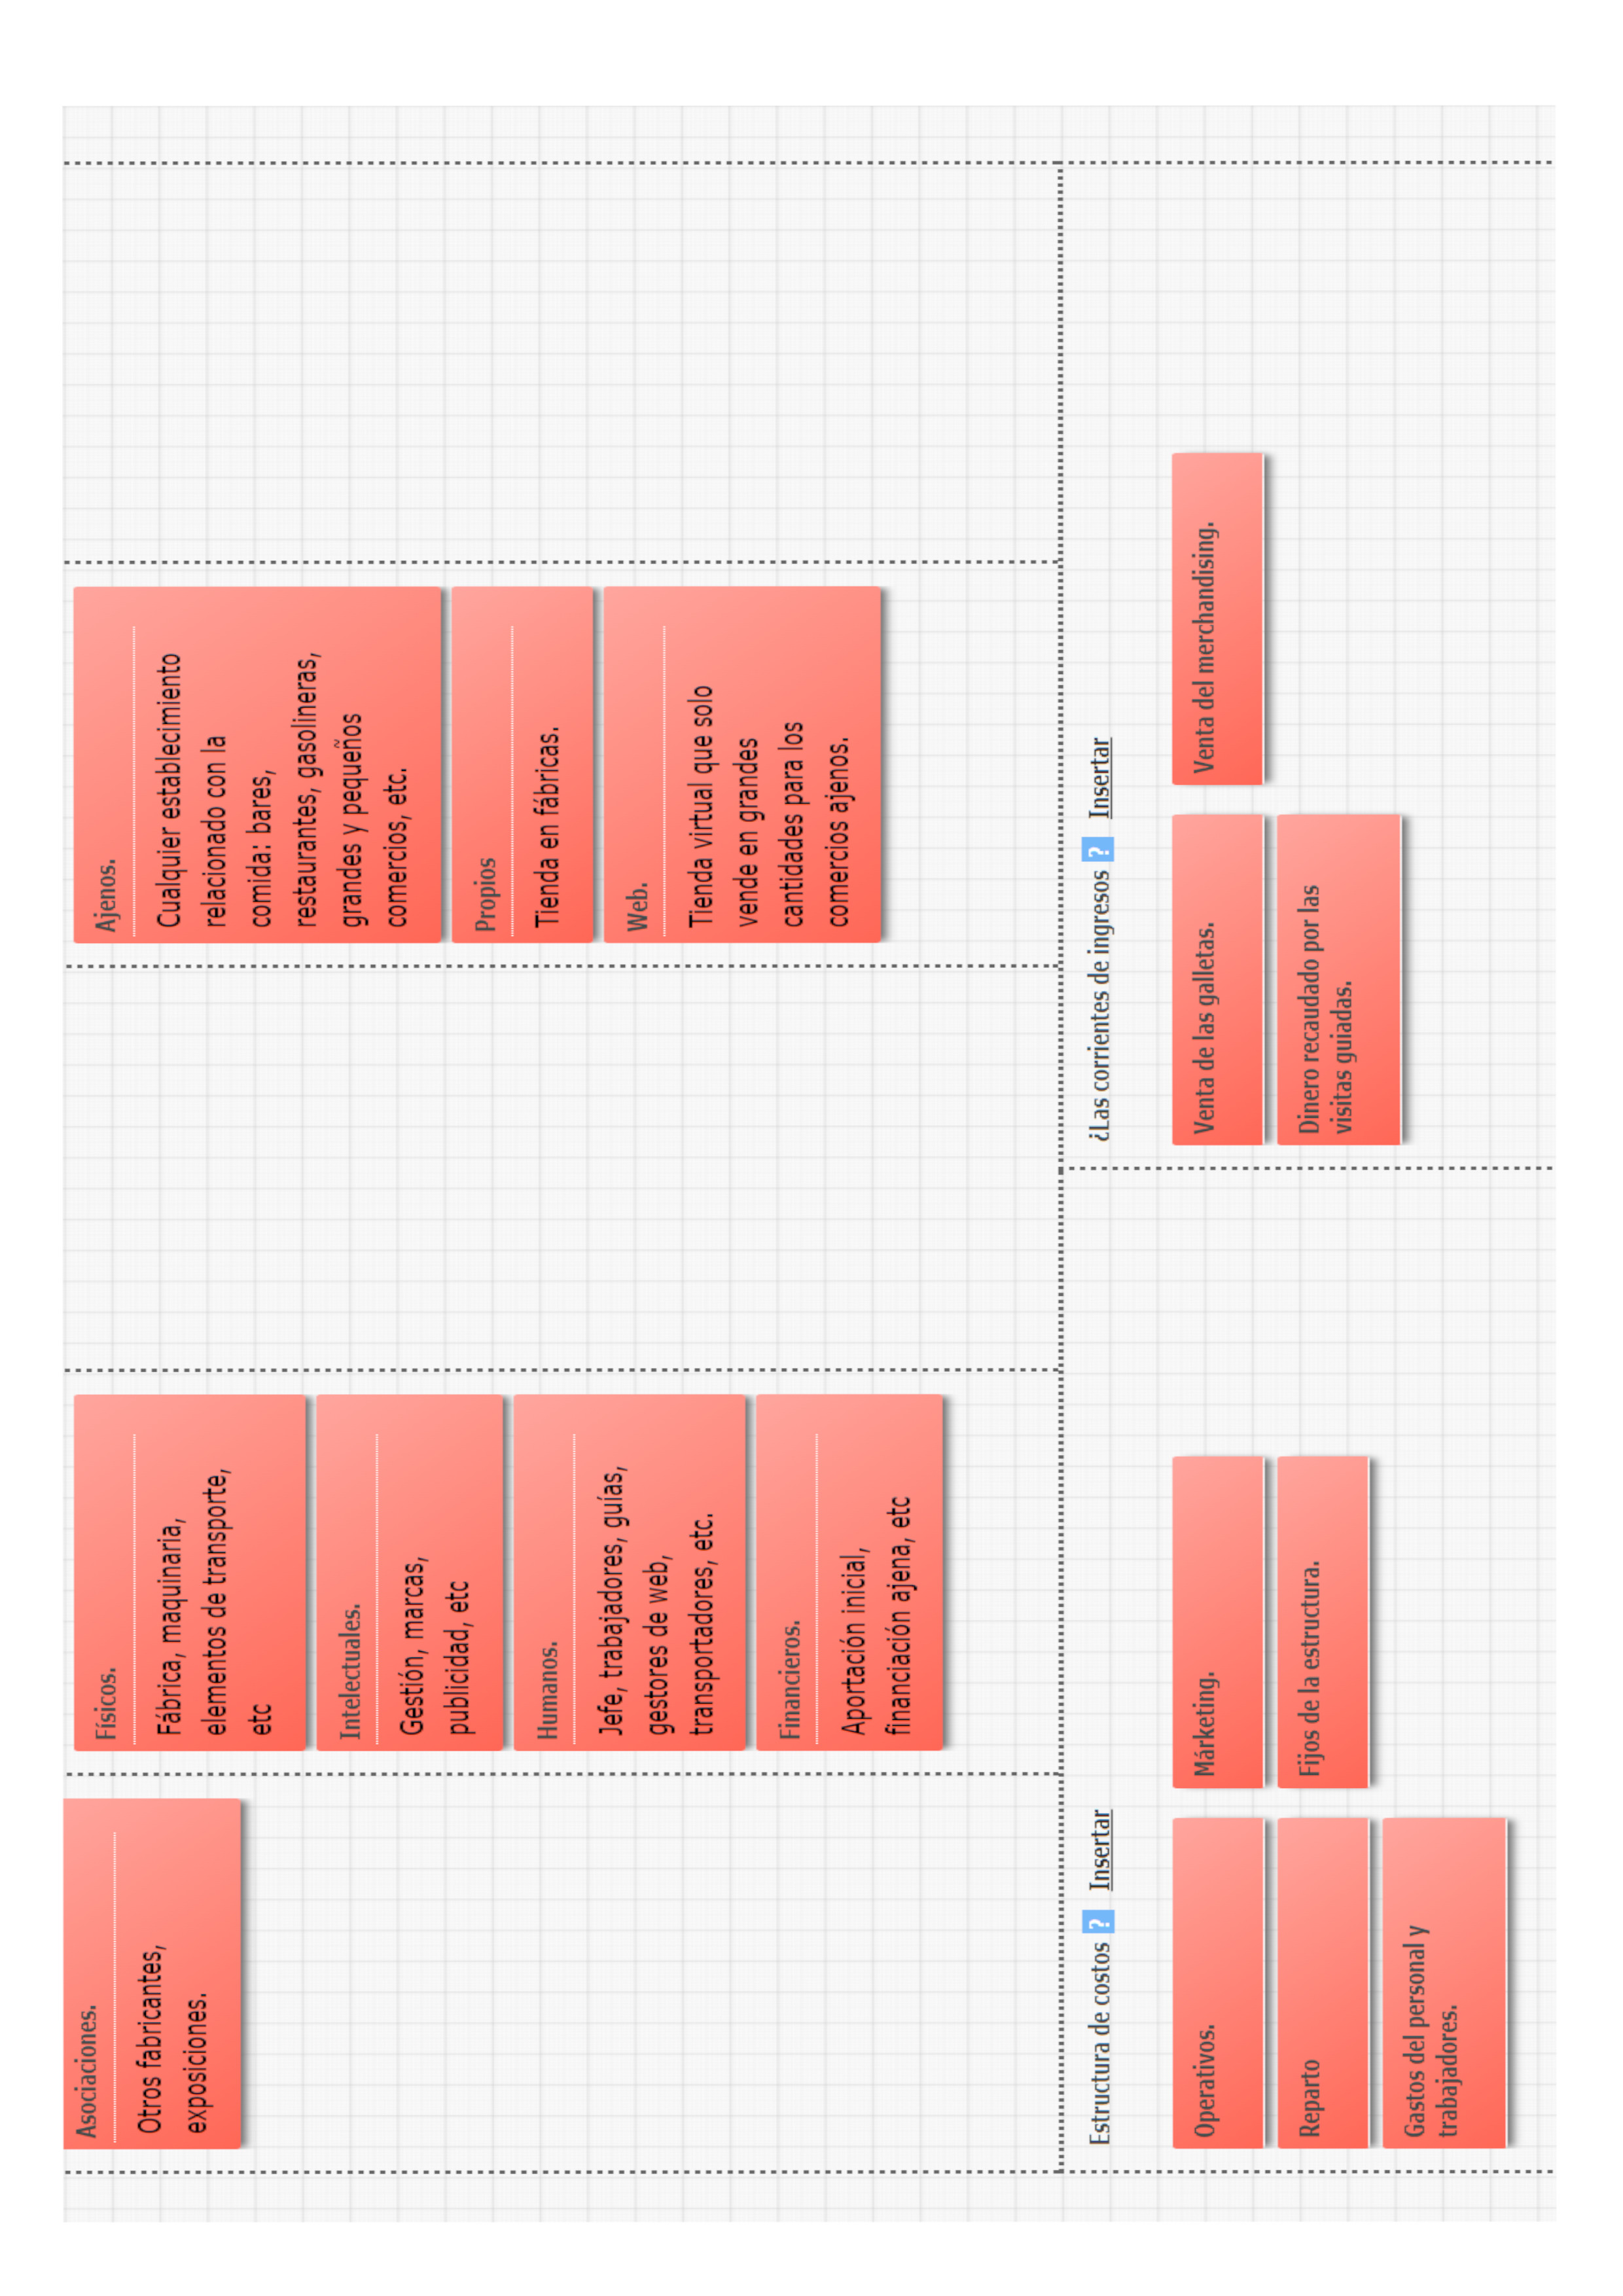 Asociaciones.
Otros fabricantes,
exposiciones.
Físicos.
Fábrica, maquinaria,
elementos de transporte,
etc
Intelectuales.
Gestión, marcas,
publicidad, etc
Humanos.
Jefe, trabajadores, guías,
gestores de web,
transportadores, etc.
Financieros.
Aportación inicial,
financiación ajena, etc
Ajenos.
Cualquier establecimiento
relacionado con la
comida: bares,
restaurantes, gasolineras,
grandes y pequeños
comercios, etc.
Propios
Tienda en fábricas.
Web.
Tienda virtual que solo
vende en grandes
cantidades para los
comercios ajenos.
Estructura de costos ? Insertar
Operativos.
Reparto
Gastos del personal y
trabajadores.
Márketing.
Fijos de la estructura.
¿Las corrientes de ingresos ? Insertar
Venta de las galletas.
Dinero recaudado por las
visitas guiadas.
Venta del merchandising.